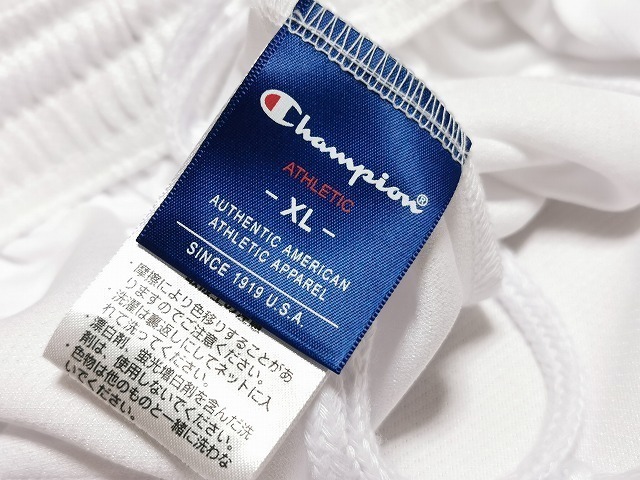 Champion®
ATHLETIC
- XL -
AUTHENTIC AMERICAN
ATHLETIC APPAREL
SINCE 1919 U.S.A.
・摩擦により色移りすることがあ
りますのでご注意ください。
・洗濯は裏返しにしてネットに入
れて洗ってください。
・漂白剤、蛍光増白剤を含んだ洗
剤は、使用しないでください。
・色物は他のものと一緒に洗わな
いでください。